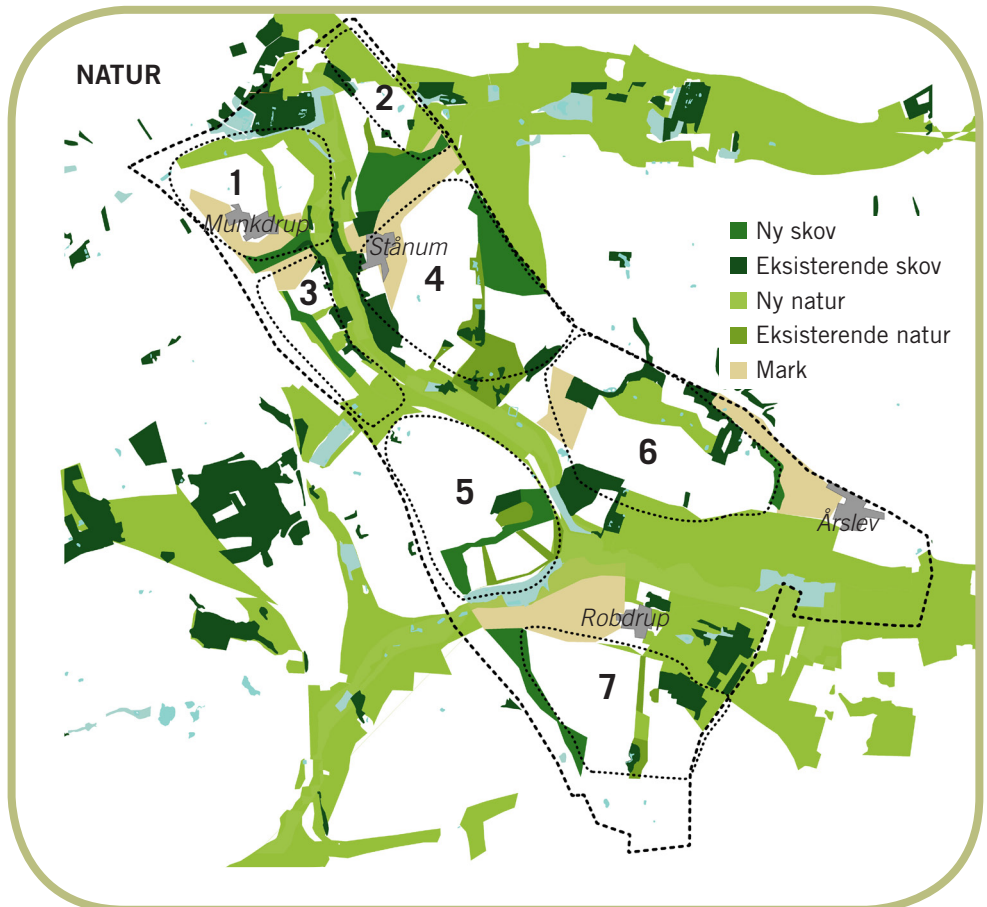 NATUR
2
1
Munkdrup
Stånum
3
4
Ny skov
Eksisterende skov
Ny natur
Eksisterende natur
Mark
6
5
Årslev
Robdrup
7